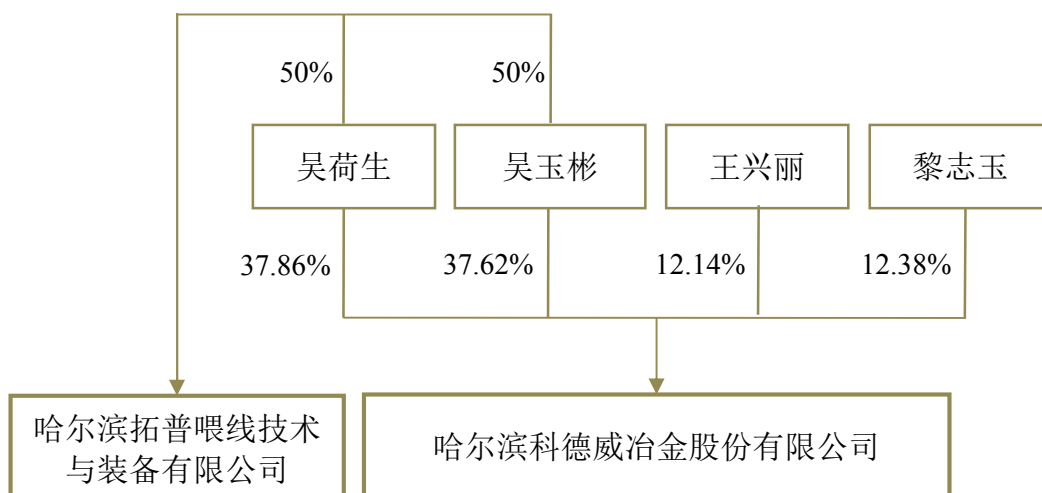 50%
50%
吴荷生
吴玉彬
王兴丽
黎志玉
37.86%
37.62%
12.14%
12.38%
哈尔滨拓普喂线技术
与装备有限公司
哈尔滨科德威冶金股份有限公司